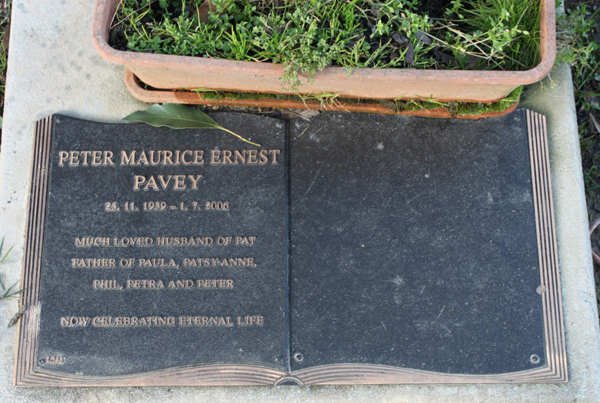 PETER MAURICE ERNEST
PAVEY
25. 11. 1939 – 1. 7. 2006
MUCH LOVED HUSBAND OF PAT
FATHER OF PAULA, PATSY-ANNE,
PHIL, PETRA AND PETER
NOW CELEBRATING ETERNAL LIFE